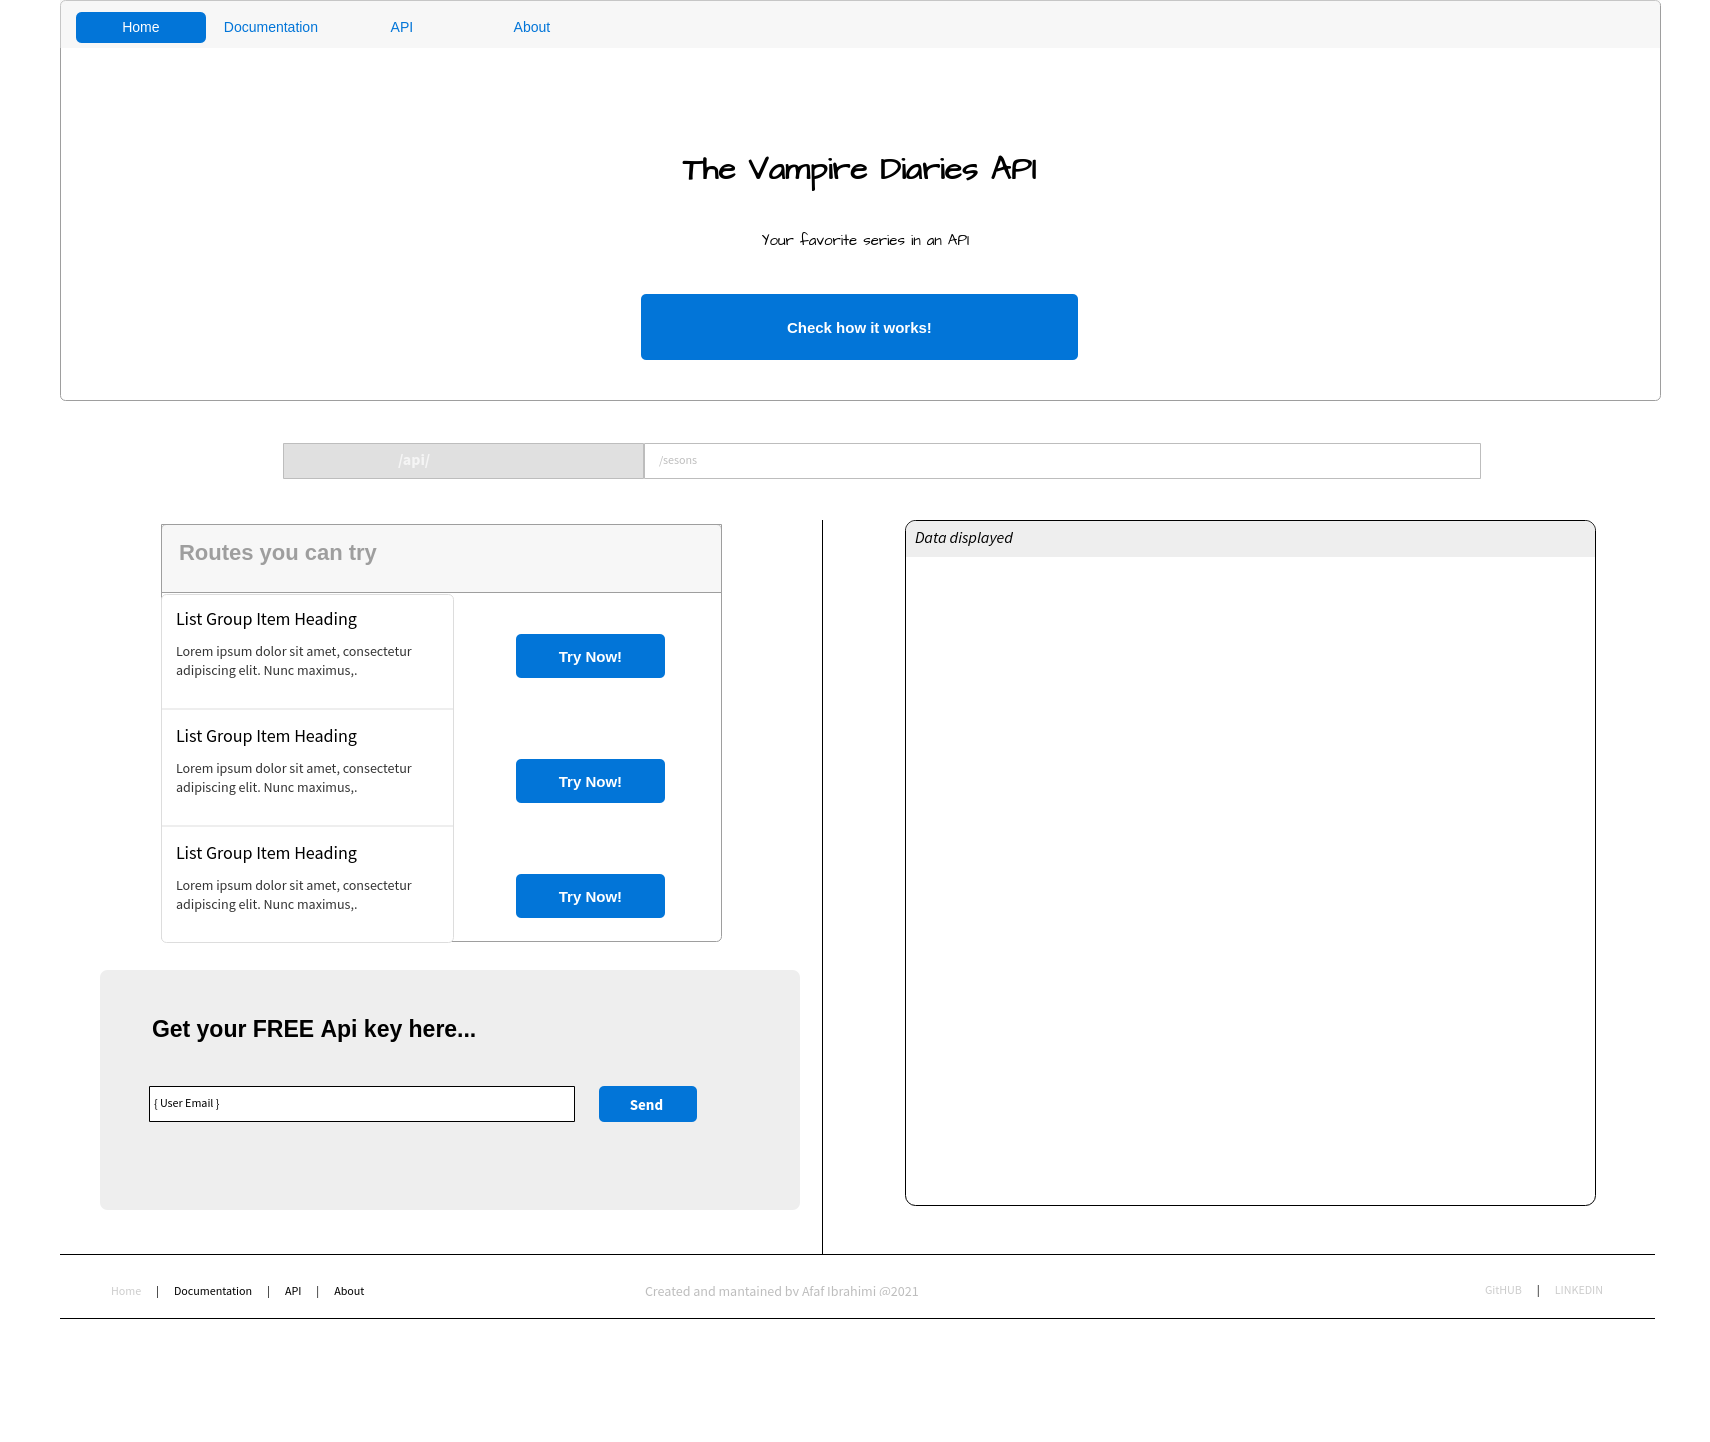 Home Documentation API About
The Vampire Diaries API
Your favorite series in an API
Check how it works!
/api/ /sesons
Routes you can try
List Group Item Heading
Lorem ipsum dolor sit amet, consectetur
adipiscing elit. Nunc maximus,.
Try Now!
List Group Item Heading
Lorem ipsum dolor sit amet, consectetur
adipiscing elit. Nunc maximus,.
Try Now!
List Group Item Heading
Lorem ipsum dolor sit amet, consectetur
adipiscing elit. Nunc maximus,.
Try Now!
Data displayed
Get your FREE Api key here...
{ User Email }
Send
Home | Documentation | API | About
Created and mantained by Afaf Ibrahimi @2021
GitHUB | LINKEDIN